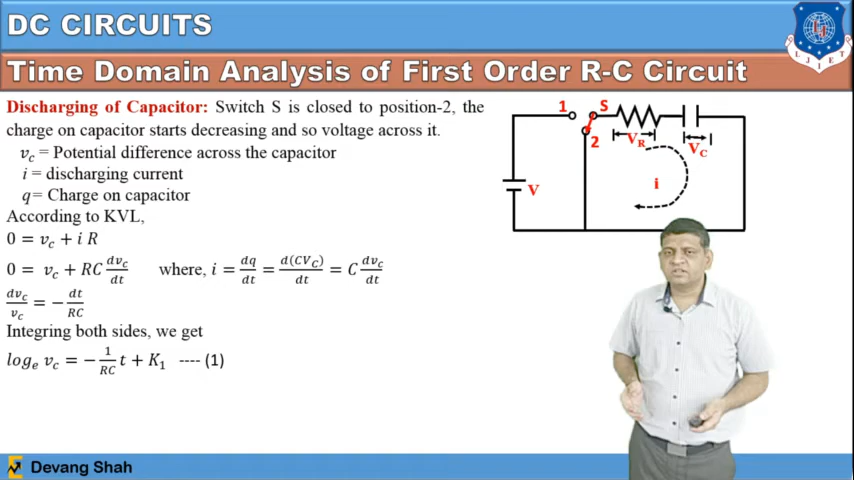 DC CIRCUITS
Time Domain Analysis of First Order R-C Circuit
L J I E T
Discharging of Capacitor: Switch S is closed to position-2, the
charge on capacitor starts decreasing and so voltage across it.
v_c = Potential difference across the capacitor
i = discharging current
q = Charge on capacitor
According to KVL,
0 = v_c + i R
0 = v_c + RC dv_c/dt where, i = dq/dt = d(CV_C)/dt = C dv_c/dt
dv_c/v_c = − dt/RC
Integring both sides, we get
log_e v_c = − 1/RC t + K_1 ---- (1)
1
S
2
V_R
V_C
V
i
Devang Shah